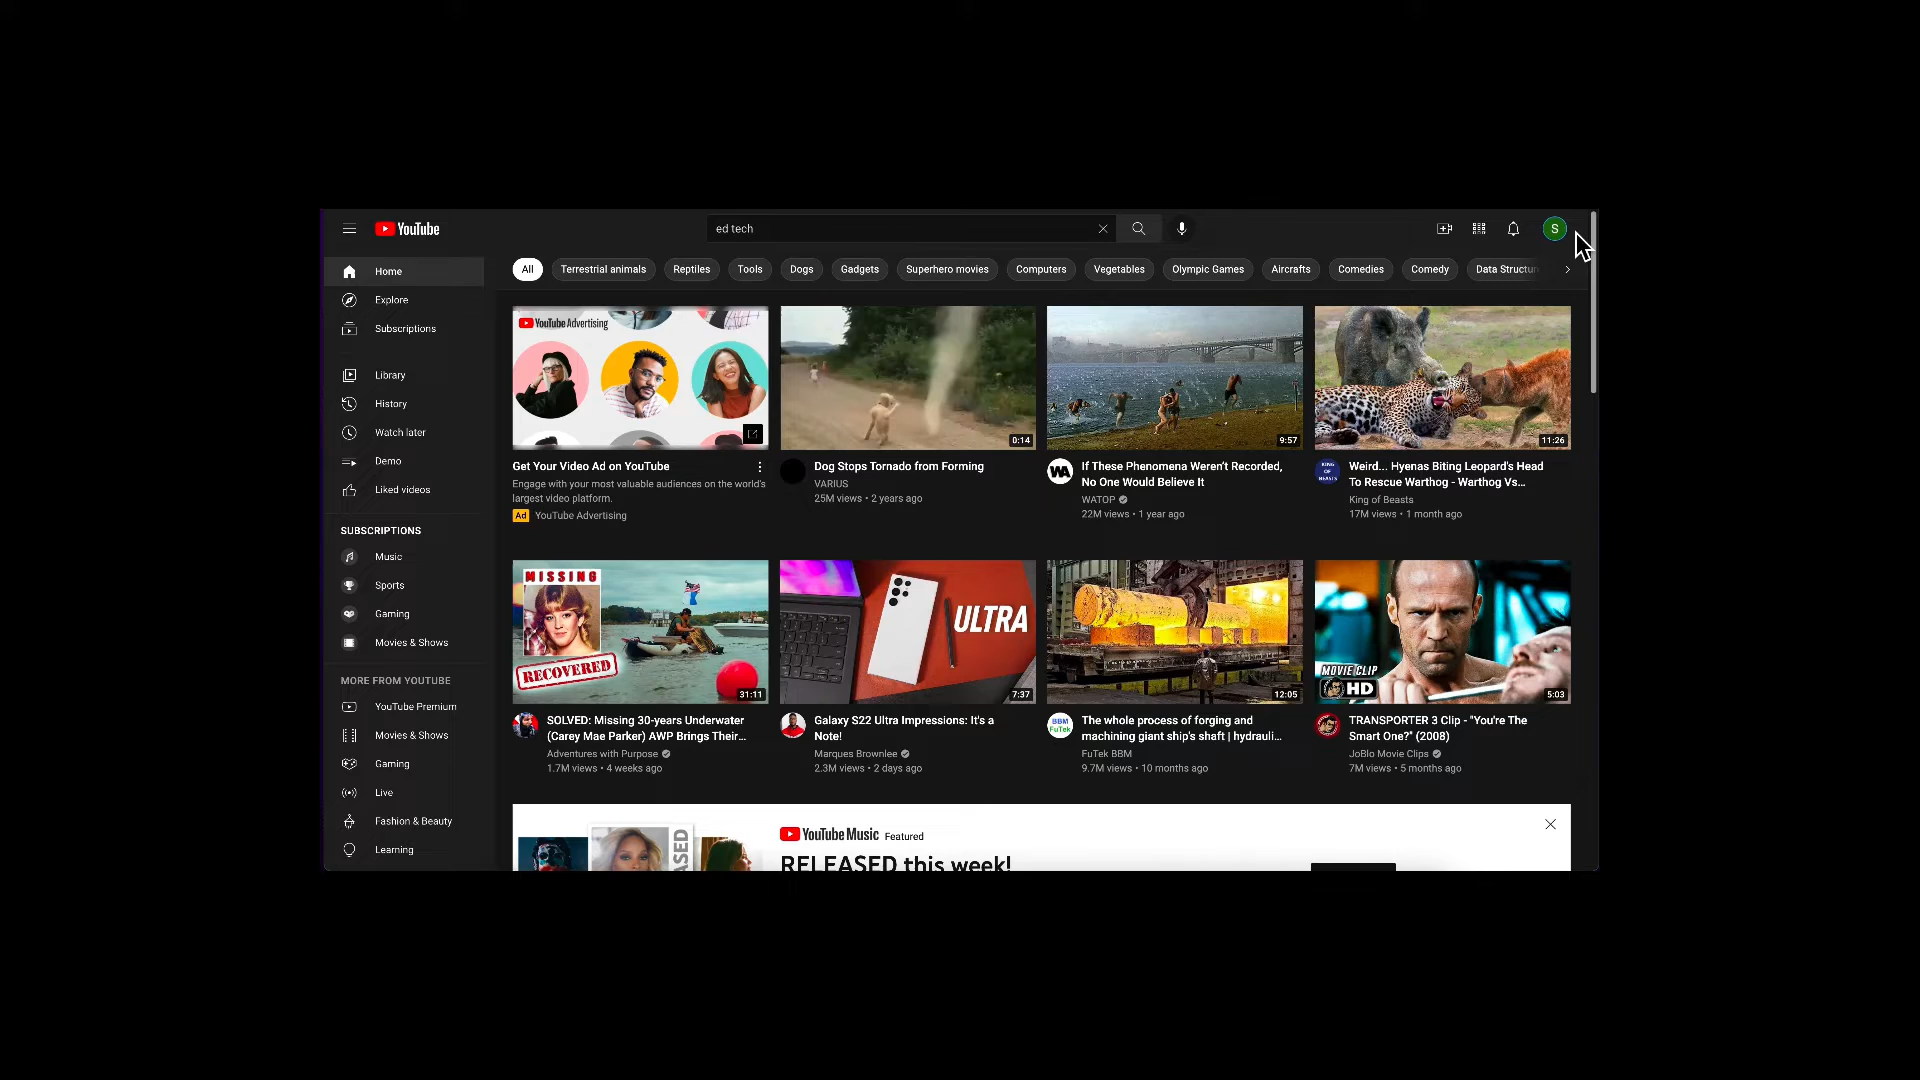 YouTube
ed tech
S
Home
Explore
Subscriptions
Library
History
Watch later
Demo
Liked videos
SUBSCRIPTIONS
Music
Sports
Gaming
Movies & Shows
MORE FROM YOUTUBE
YouTube Premium
Movies & Shows
Gaming
Live
Fashion & Beauty
Learning
All Terrestrial animals Reptiles Tools Dogs Gadgets Superhero movies Computers Vegetables Olympic Games Aircrafts Comedies Comedy Data Structur
YouTube Advertising
Get Your Video Ad on YouTube
Engage with your most valuable audiences on the world's
largest video platform.
Ad YouTube Advertising
0:14
Dog Stops Tornado from Forming
VARIUS
25M views • 2 years ago
9:57
WA
If These Phenomena Weren't Recorded,
No One Would Believe It
WATOP
22M views • 1 year ago
11:26
KING OF BEASTS
Weird... Hyenas Biting Leopard's Head
To Rescue Warthog - Warthog Vs...
King of Beasts
17M views • 1 month ago
MISSING
RECOVERED
31:11
SOLVED: Missing 30-years Underwater
(Carey Mae Parker) AWP Brings Their...
Adventures with Purpose
1.7M views • 4 weeks ago
ULTRA
7:37
Galaxy S22 Ultra Impressions: It's a
Note!
Marques Brownlee
2.3M views • 2 days ago
12:05
BBM
FuTek
The whole process of forging and
machining giant ship's shaft | hydrauli...
FuTek BBM
9.7M views • 10 months ago
MOVIE CLIP
HD
5:03
TRANSPORTER 3 Clip - "You're The
Smart One?" (2008)
JoBlo Movie Clips
7M views • 5 months ago
ASED
YouTube Music Featured
RELEASED this week!